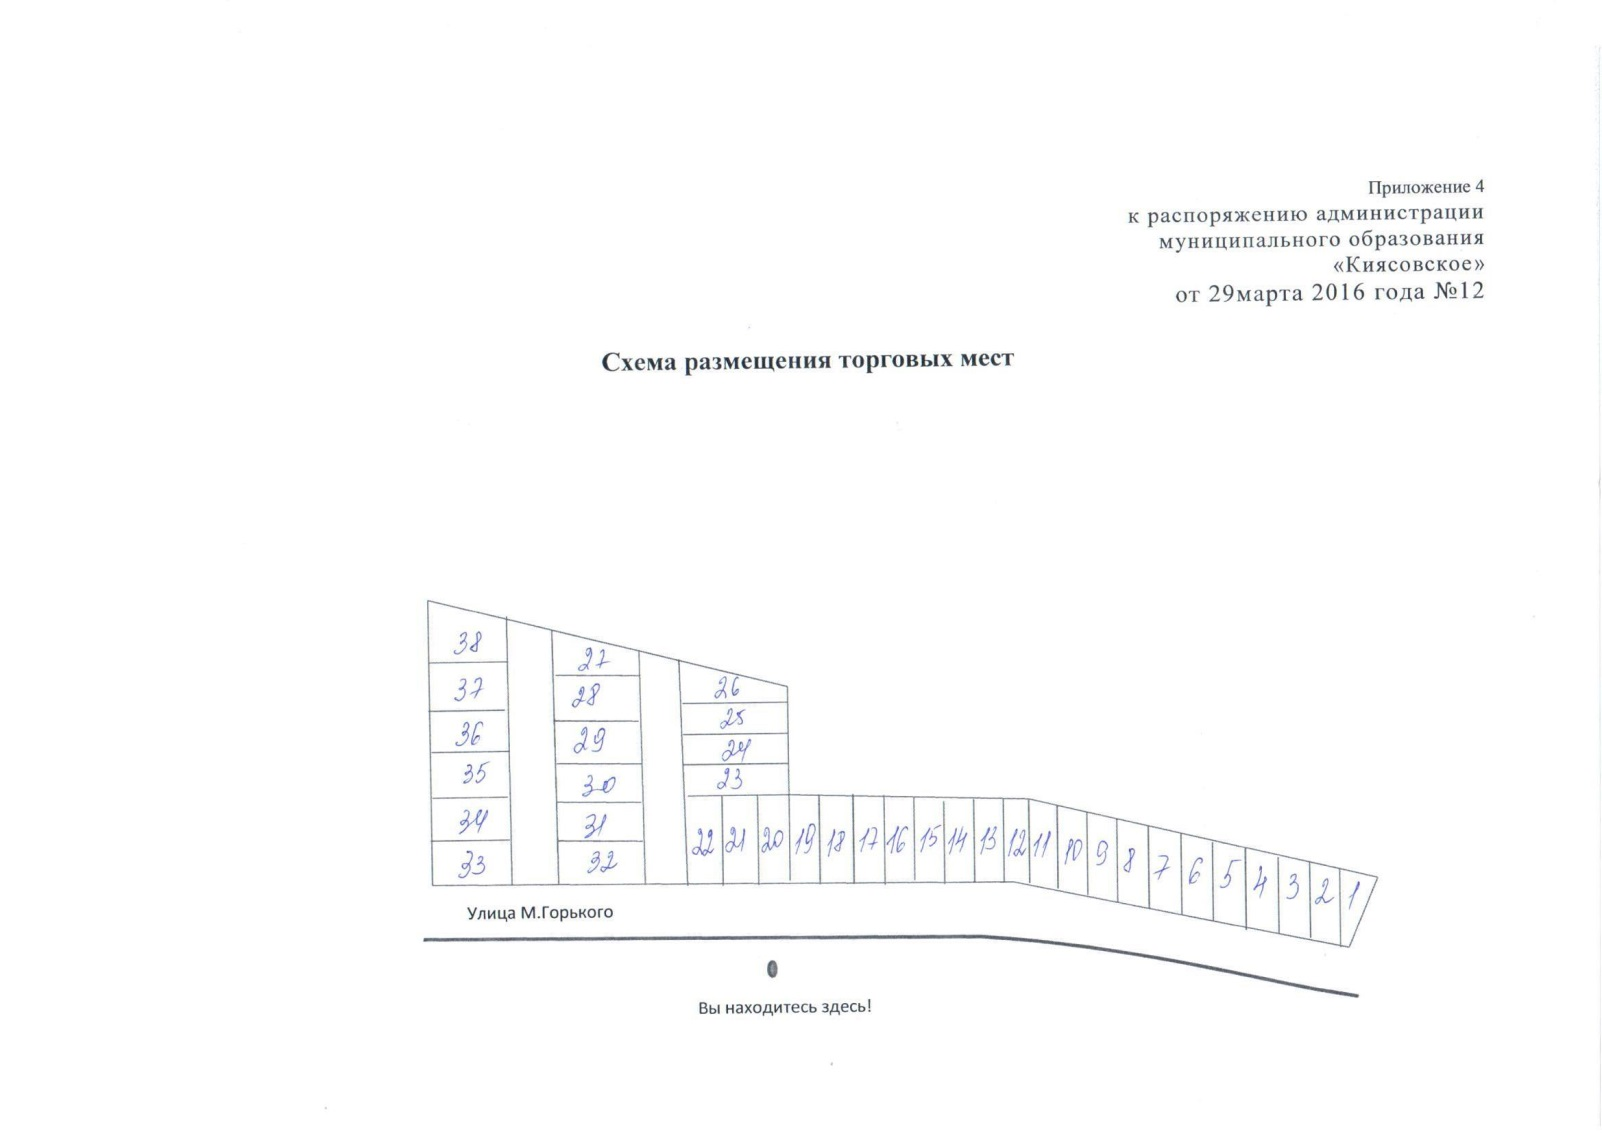 Приложение 4
к распоряжению администрации
муниципального образования
«Киясовское»
от 29марта 2016 года №12
Схема размещения торговых мест
38
37
36
35
34
33
27
28
29
30
31
32
26
25
24
23
22 21 20 19 18 17 16 15 14 13 12 11 10 9 8 7 6 5 4 3 2 1
Улица М.Горького
Вы находитесь здесь!